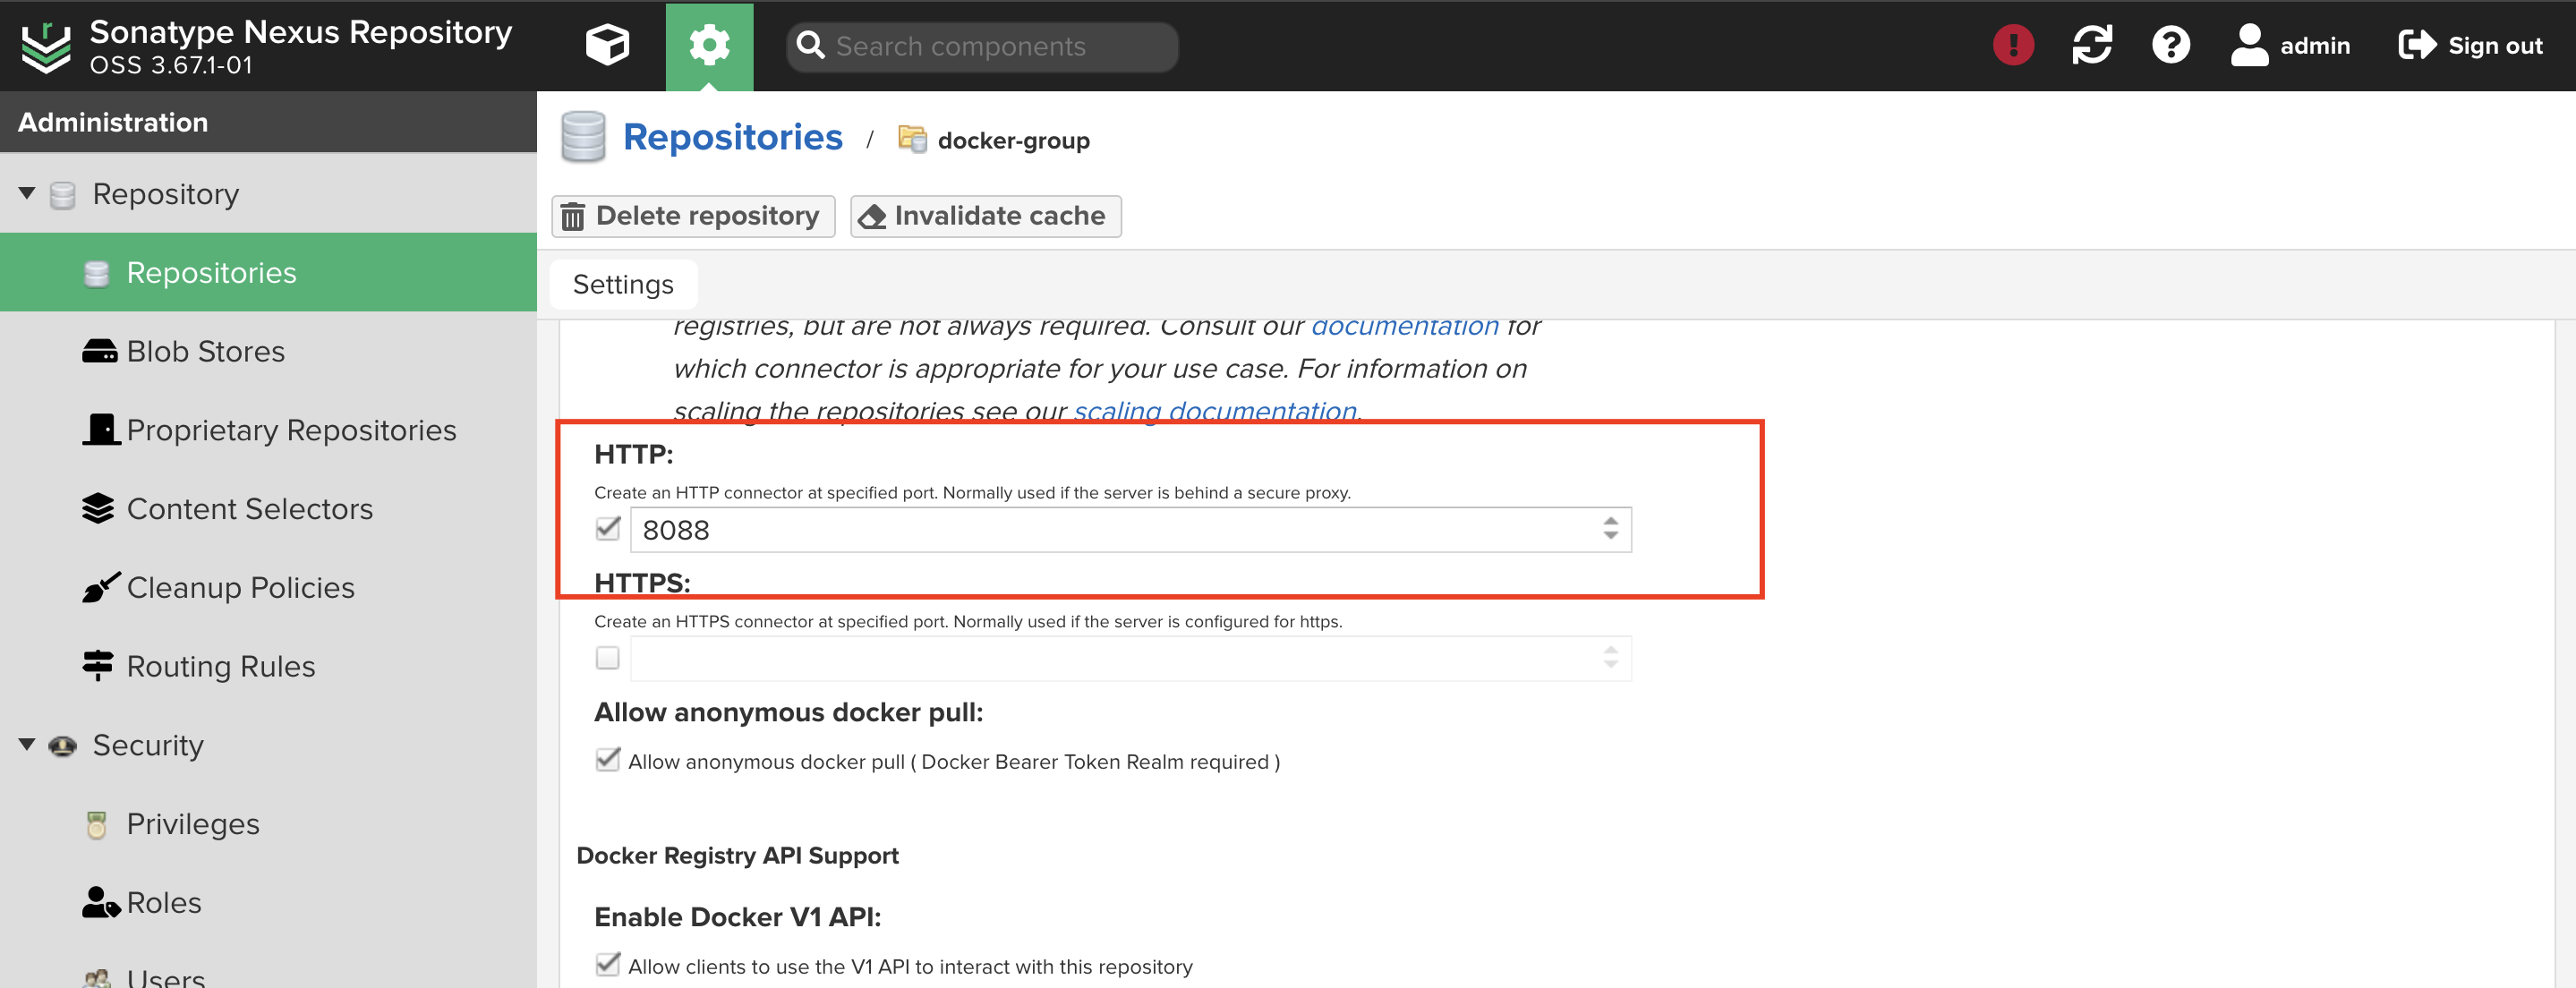 Sonatype Nexus Repository
OSS 3.67.1-01
Search components
admin
Sign out
Administration
Repository
Repositories
Blob Stores
Proprietary Repositories
Content Selectors
Cleanup Policies
Routing Rules
Security
Privileges
Roles
Users
Repositories / docker-group
Delete repository
Invalidate cache
Settings
registries, but are not always required. Consult our documentation for
which connector is appropriate for your use case. For information on
scaling the repositories see our scaling documentation.
HTTP:
Create an HTTP connector at specified port. Normally used if the server is behind a secure proxy.
8088
HTTPS:
Create an HTTPS connector at specified port. Normally used if the server is configured for https.
Allow anonymous docker pull:
Allow anonymous docker pull ( Docker Bearer Token Realm required )
Docker Registry API Support
Enable Docker V1 API:
Allow clients to use the V1 API to interact with this repository